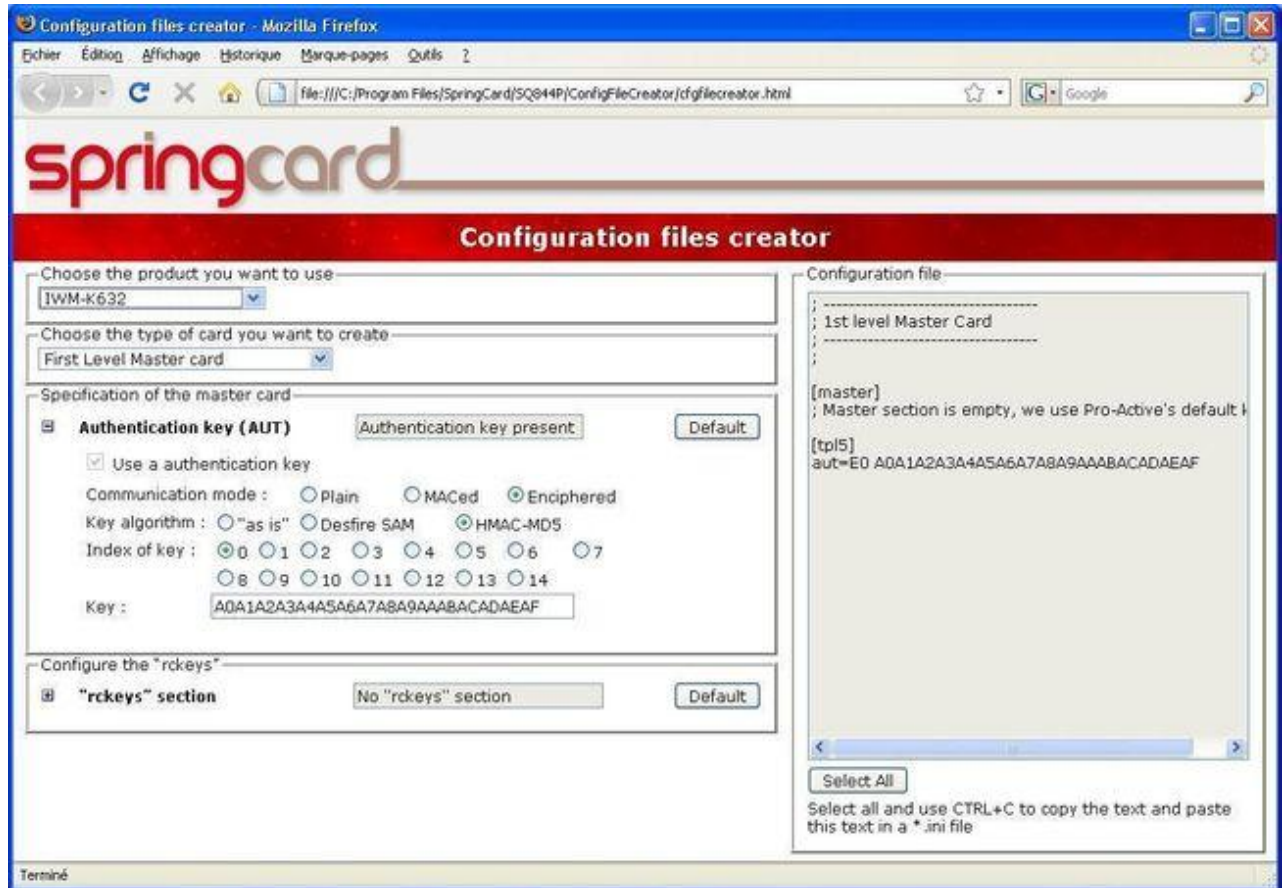 Configuration files creator - Mozilla Firefox
Fichier Édition Affichage Historique Marque-pages Outils ?
file:///C:/Program Files/SpringCard/SQ844P/ConfigFileCreator/cfgfilecreator.html
Google
springcard
Configuration files creator
Choose the product you want to use
IWM-K632
Choose the type of card you want to create
First Level Master card
Specification of the master card
Authentication key (AUT) Authentication key present Default
Use a authentication key
Communication mode : Plain MACed Enciphered
Key algorithm : "as is" Desfire SAM HMAC-MD5
Index of key : 0 1 2 3 4 5 6 7
8 9 10 11 12 13 14
Key : A0A1A2A3A4A5A6A7A8A9AAABACADAEAF
Configure the "rckeys"
"rckeys" section No "rckeys" section Default
Configuration file
; ---------------------------------
; 1st level Master Card
; ---------------------------------
;
[master]
; Master section is empty, we use Pro-Active's default
[tpl5]
aut=E0 A0A1A2A3A4A5A6A7A8A9AAABACADAEAF
Select All
Select all and use CTRL+C to copy the text and paste
this text in a *.ini file
Terminé